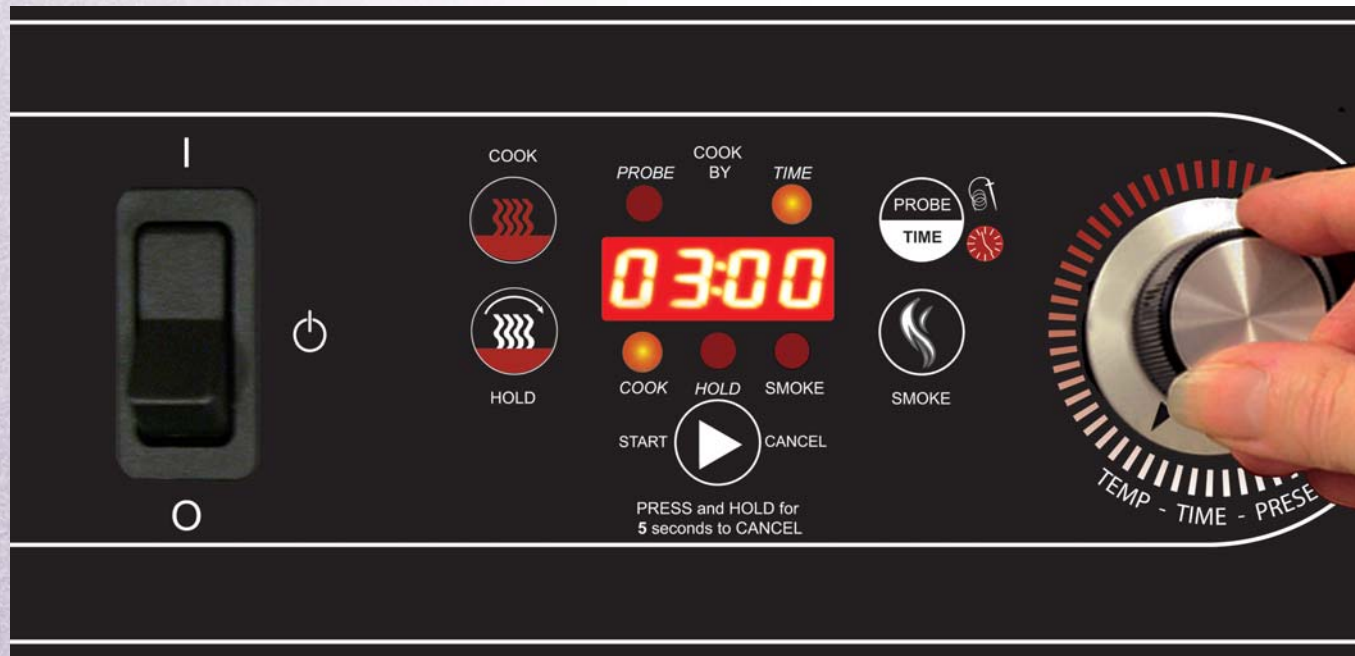 I
O
COOK
HOLD
COOK
BY
PROBE
TIME
03:00
COOK
HOLD
SMOKE
START
CANCEL
PRESS and HOLD for
5 seconds to CANCEL
PROBE
TIME
SMOKE
TEMP - TIME -